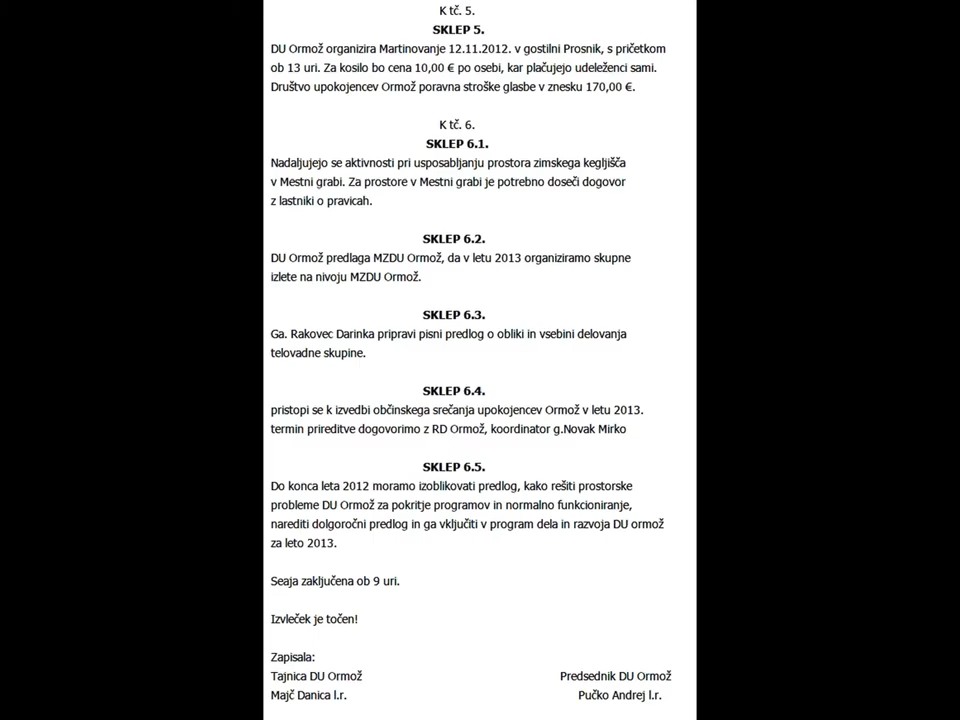 K tč. 5.
SKLEP 5.
DU Ormož organizira Martinovanje 12.11.2012. v gostilni Prosnik, s pričetkom
ob 13 uri. Za kosilo bo cena 10,00 € po osebi, kar plačujejo udeleženci sami.
Društvo upokojencev Ormož poravna stroške glasbe v znesku 170,00 €.
K tč. 6.
SKLEP 6.1.
Nadaljujejo se aktivnosti pri usposabljanju prostora zimskega kegljišča
v Mestni grabi. Za prostore v Mestni grabi je potrebno doseči dogovor
z lastniki o pravicah.
SKLEP 6.2.
DU Ormož predlaga MZDU Ormož, da v letu 2013 organiziramo skupne
izlete na nivoju MZDU Ormož.
SKLEP 6.3.
Ga. Rakovec Darinka pripravi pisni predlog o obliki in vsebini delovanja
telovadne skupine.
SKLEP 6.4.
pristopi se k izvedbi občinskega srečanja upokojencev Ormož v letu 2013.
termin prireditve dogovorimo z RD Ormož, koordinator g.Novak Mirko
SKLEP 6.5.
Do konca leta 2012 moramo izoblikovati predlog, kako rešiti prostorske
probleme DU Ormož za pokritje programov in normalno funkcioniranje,
narediti dolgoročni predlog in ga vključiti v program dela in razvoja DU ormož
za leto 2013.
Seaja zaključena ob 9 uri.
Izvleček je točen!
Zapisala:
Tajnica DU Ormož Predsednik DU Ormož
Majč Danica l.r. Pučko Andrej l.r.